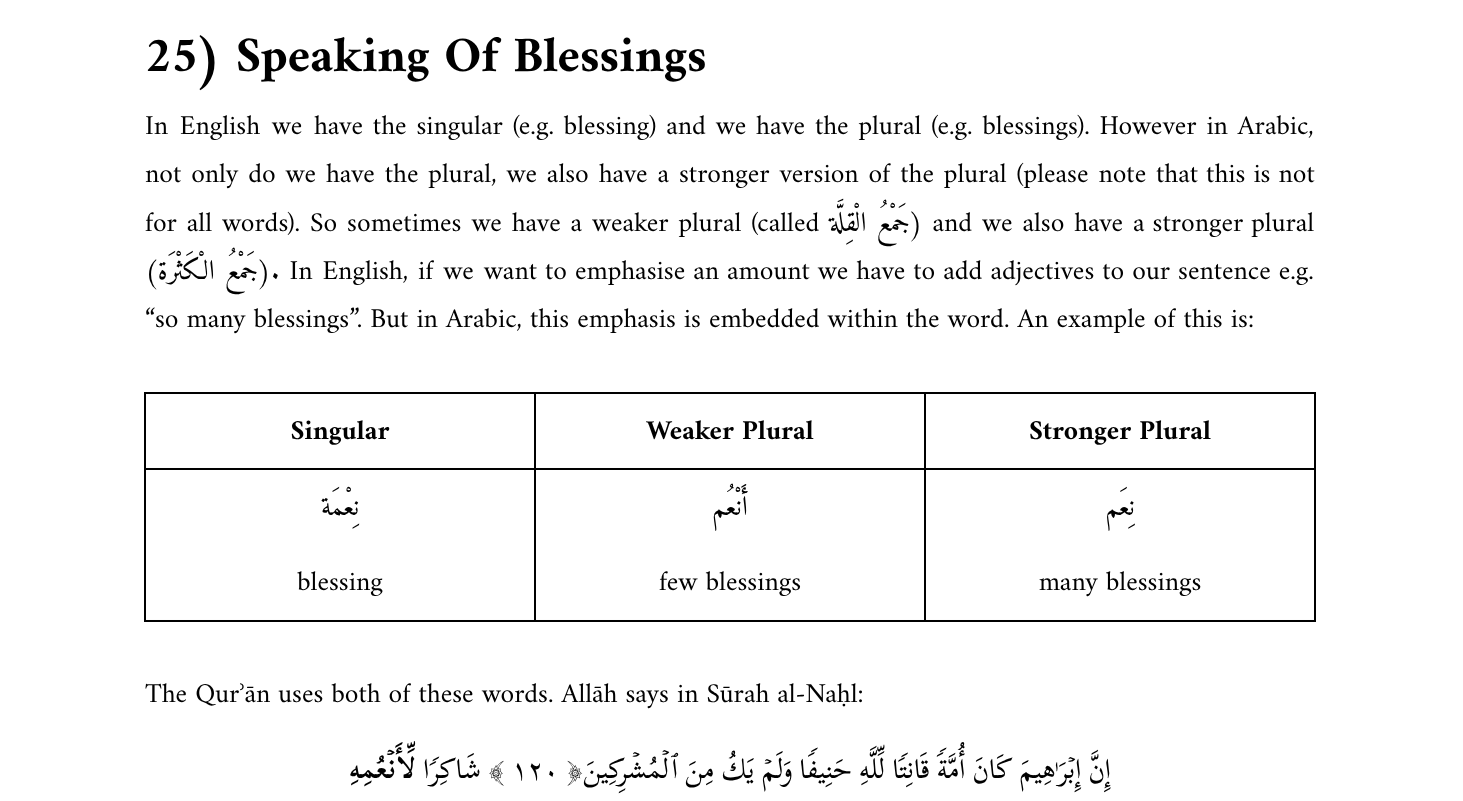 25) Speaking Of Blessings
In English we have the singular (e.g. blessing) and we have the plural (e.g. blessings). However in Arabic,
not only do we have the plural, we also have a stronger version of the plural (please note that this is not
for all words). So sometimes we have a weaker plural (called جَمْعُ الْقِلَّة) and we also have a stronger plural
(جَمْعُ الْكَثْرَة). In English, if we want to emphasise an amount we have to add adjectives to our sentence e.g.
“so many blessings”. But in Arabic, this emphasis is embedded within the word. An example of this is:
Singular Weaker Plural Stronger Plural
نِعْمَة أَنْعُم نِعَم
blessing few blessings many blessings
The Qurʾān uses both of these words. Allāh says in Sūrah al-Naḥl:
إِنَّ إِبْرَٰهِيمَ كَانَ أُمَّةً قَانِتًا لِّلَّهِ حَنِيفًا وَلَمْ يَكُ مِنَ ٱلْمُشْرِكِينَ ﴿١٢٠﴾ شَاكِرًا لِّأَنْعُمِهِ